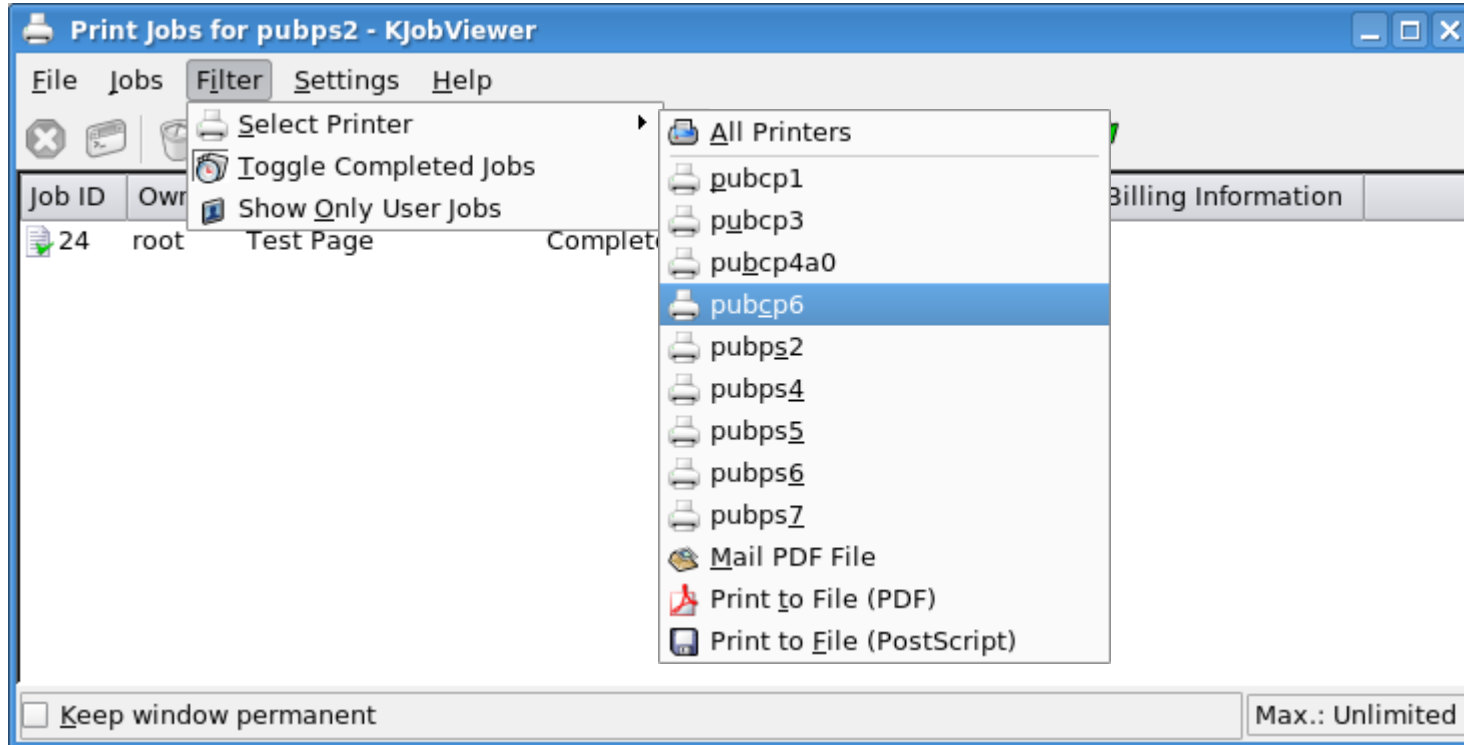 Print Jobs for pubps2 - KJobViewer
File Jobs Filter Settings Help
Select Printer
Toggle Completed Jobs
Show Only User Jobs
All Printers
pubcp1
pubcp3
pubcp4a0
pubcp6
pubps2
pubps4
pubps5
pubps6
pubps7
Mail PDF File
Print to File (PDF)
Print to File (PostScript)
Job ID Billing Information
24 root Test Page
Keep window permanent Max.: Unlimited